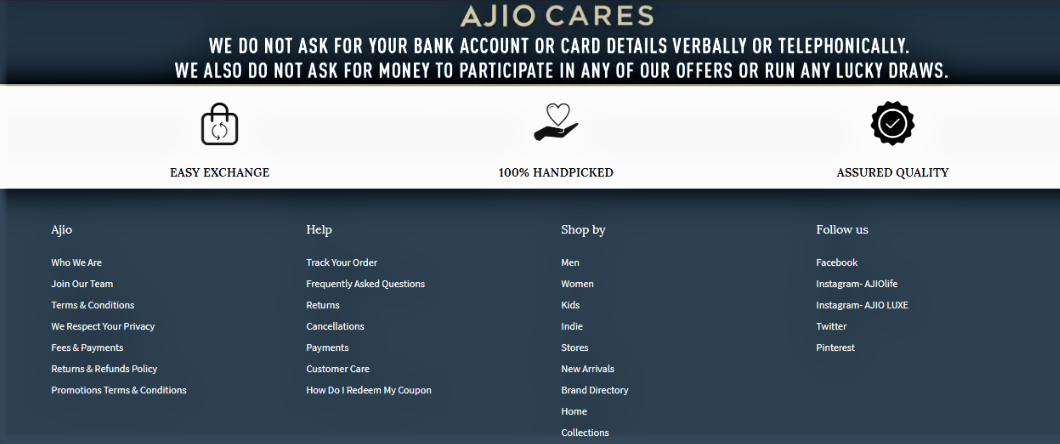 AJIO CARES
WE DO NOT ASK FOR YOUR BANK ACCOUNT OR CARD DETAILS VERBALLY OR TELEPHONICALLY.
WE ALSO DO NOT ASK FOR MONEY TO PARTICIPATE IN ANY OF OUR OFFERS OR RUN ANY LUCKY DRAWS.
EASY EXCHANGE
100% HANDPICKED
ASSURED QUALITY
Ajio
Who We Are
Join Our Team
Terms & Conditions
We Respect Your Privacy
Fees & Payments
Returns & Refunds Policy
Promotions Terms & Conditions
Help
Track Your Order
Frequently Asked Questions
Returns
Cancellations
Payments
Customer Care
How Do I Redeem My Coupon
Shop by
Men
Women
Kids
Indie
Stores
New Arrivals
Brand Directory
Home
Collections
Follow us
Facebook
Instagram- AJIOlife
Instagram- AJIO LUXE
Twitter
Pinterest